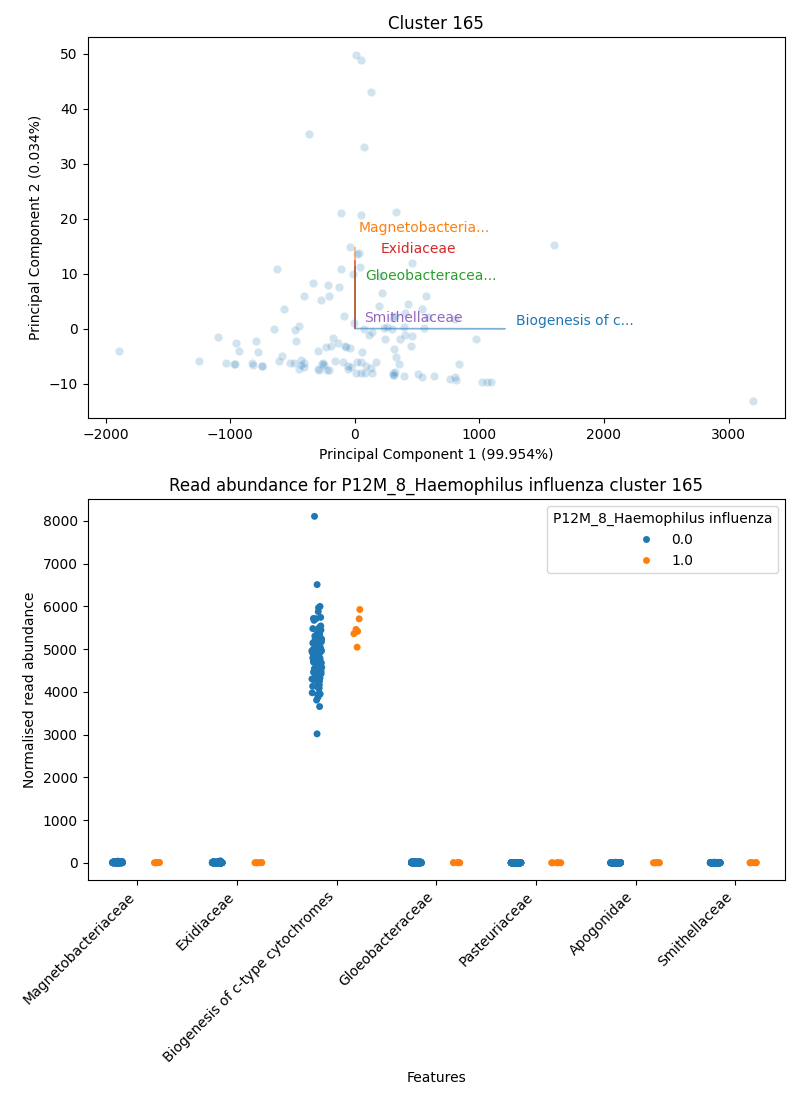 Cluster 165
Principal Component 2 (0.034%)
50
40
30
20
10
0
−10
Magnetobacteria...
Exidiaceae
Gloeobacteracea...
Smithellaceae
Biogenesis of c...
−2000
−1000
0
1000
2000
3000
Principal Component 1 (99.954%)
Read abundance for P12M_8_Haemophilus influenza cluster 165
Normalised read abundance
8000
7000
6000
5000
4000
3000
2000
1000
0
P12M_8_Haemophilus influenza
0.0
1.0
Magnetobacteriaceae
Exidiaceae
Biogenesis of c-type cytochromes
Gloeobacteraceae
Pasteuriaceae
Apogonidae
Smithellaceae
Features